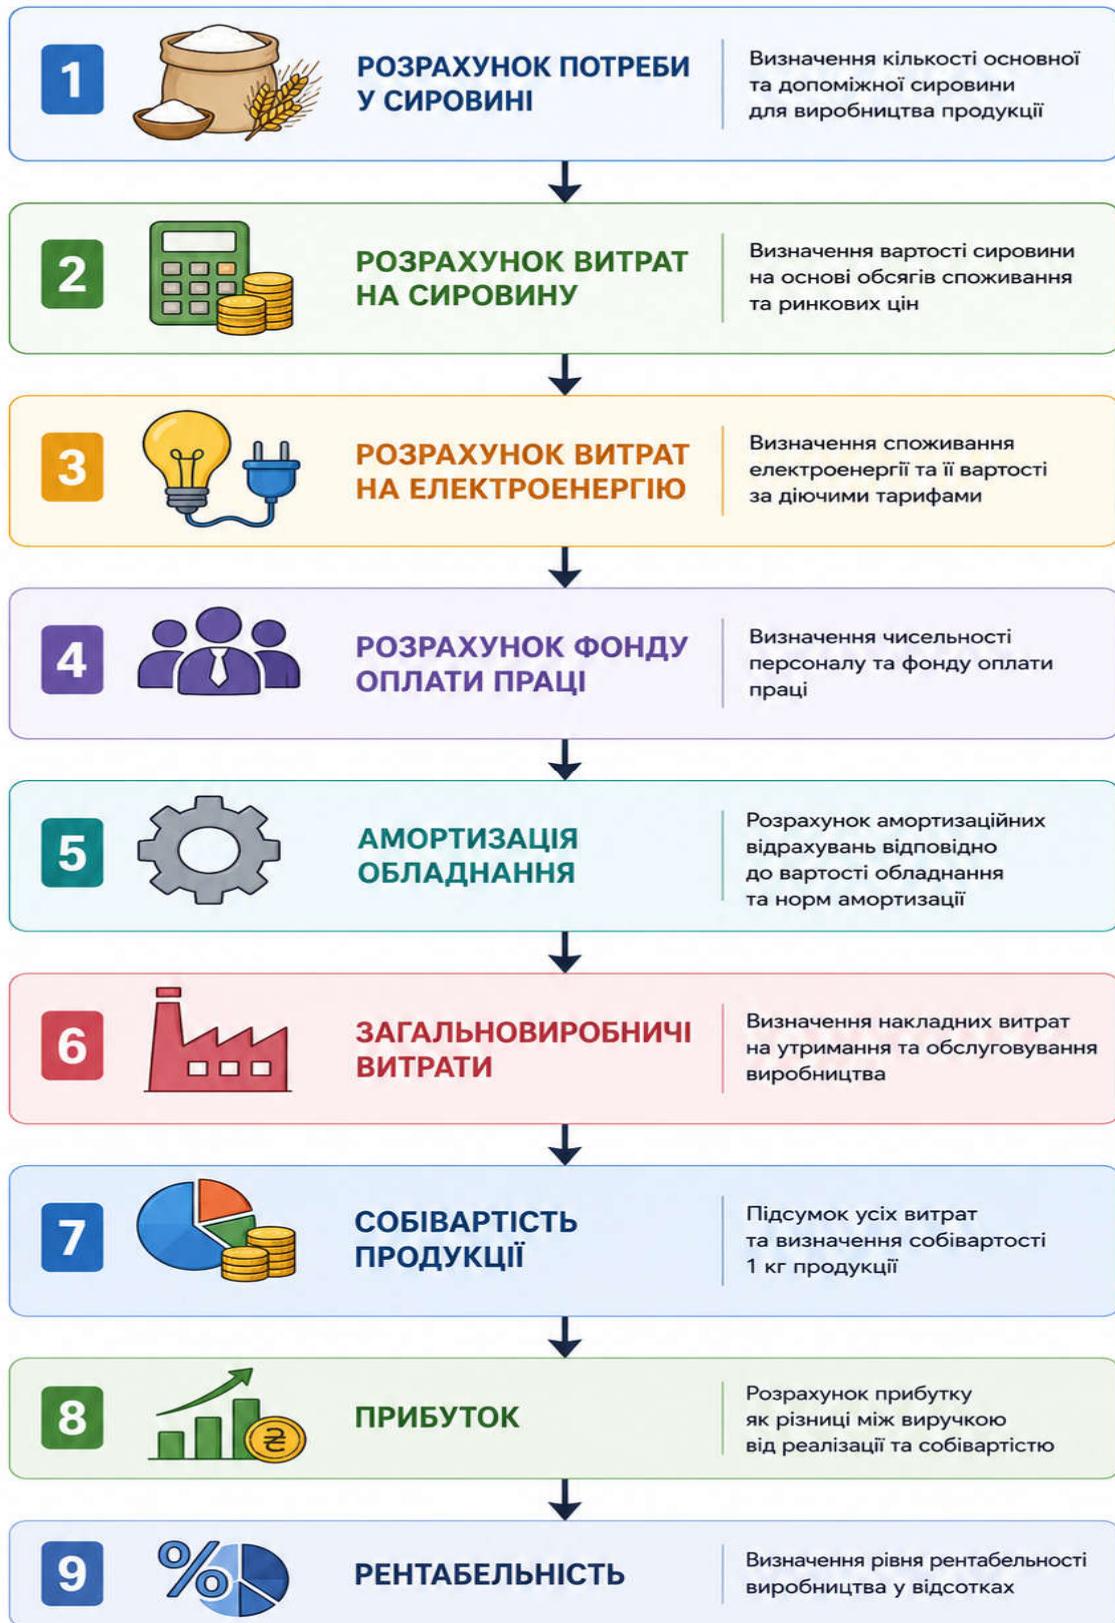 1
РОЗРАХУНОК ПОТРЕБИ
У СИРОВИНІ
Визначення кількості основної
та допоміжної сировини
для виробництва продукції
2
РОЗРАХУНОК ВИТРАТ
НА СИРОВИНУ
Визначення вартості сировини
на основі обсягів споживання
та ринкових цін
3
РОЗРАХУНОК ВИТРАТ
НА ЕЛЕКТРОЕНЕРГІЮ
Визначення споживання
електроенергії та її вартості
за діючими тарифами
4
РОЗРАХУНОК ФОНДУ
ОПЛАТИ ПРАЦІ
Визначення чисельності
персоналу та фонду оплати
праці
5
АМОРТИЗАЦІЯ
ОБЛАДНАННЯ
Розрахунок амортизаційних
відрахувань відповідно
до вартості обладнання
та норм амортизації
6
ЗАГАЛЬНОВИРОБНИЧІ
ВИТРАТИ
Визначення накладних витрат
на утримання та обслуговування
виробництва
7
СОБІВАРТІСТЬ
ПРОДУКЦІЇ
Підсумок усіх витрат
та визначення собівартості
1 кг продукції
8
₴
ПРИБУТОК
Розрахунок прибутку
як різниці між виручкою
від реалізації та собівартістю
9
%
РЕНТАБЕЛЬНІСТЬ
Визначення рівня рентабельності
виробництва у відсотках